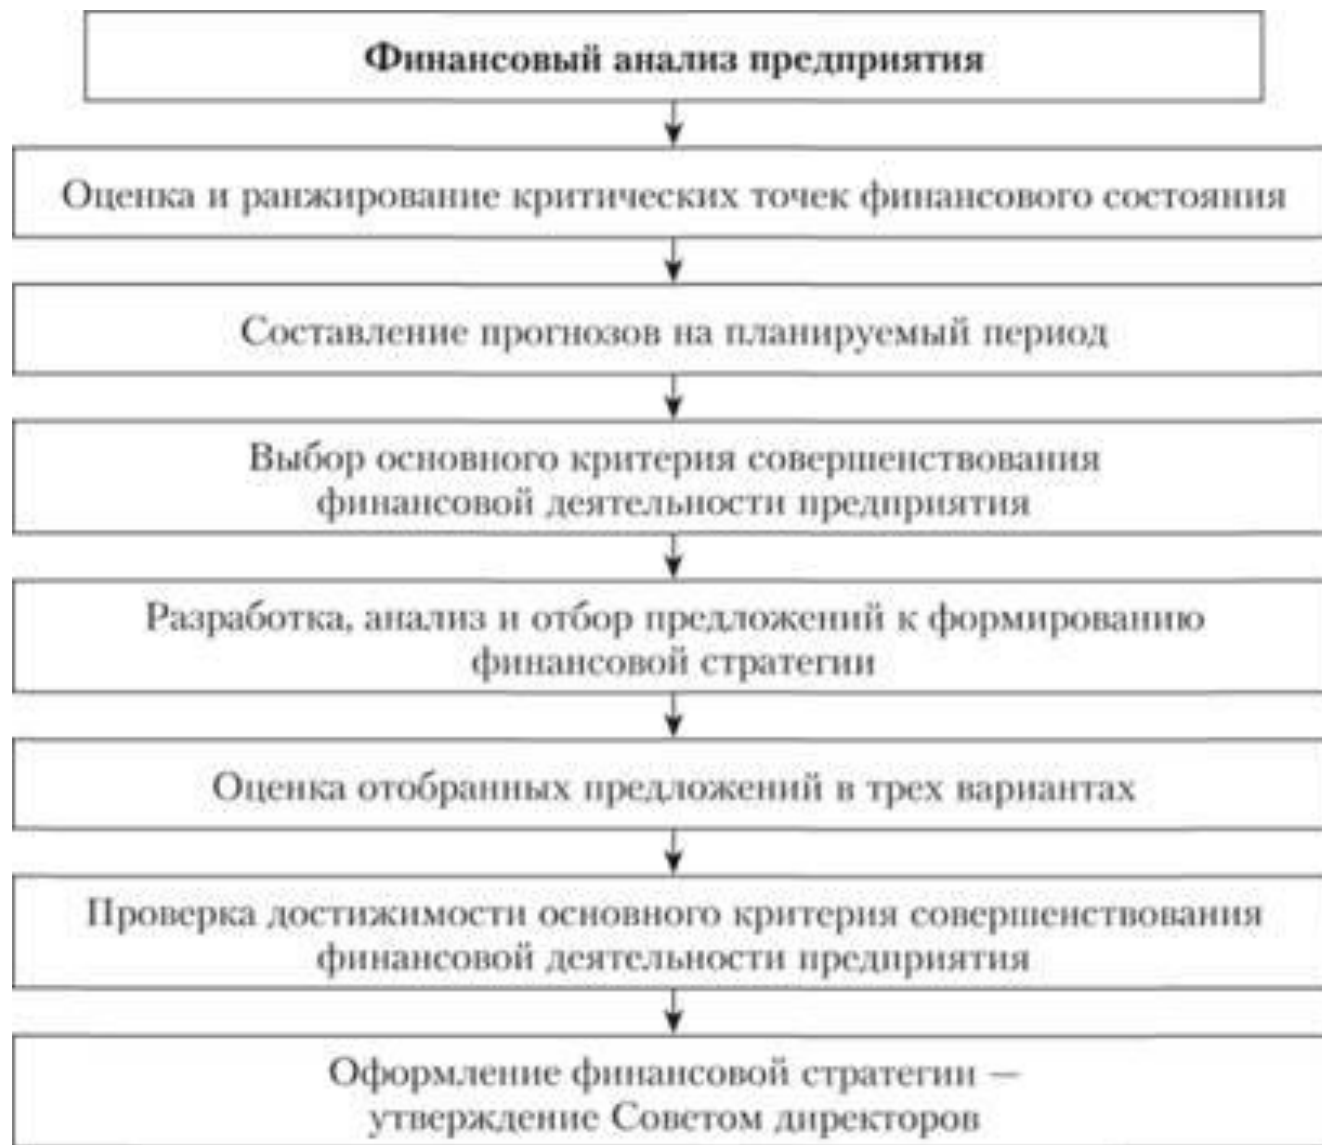 Финансовый анализ предприятия
Оценка и ранжирование критических точек финансового состояния
Составление прогнозов на планируемый период
Выбор основного критерия совершенствования
финансовой деятельности предприятия
Разработка, анализ и отбор предложений к формированию
финансовой стратегии
Оценка отобранных предложений в трех вариантах
Проверка достижимости основного критерия совершенствования
финансовой деятельности предприятия
Оформление финансовой стратегии —
утверждение Советом директоров